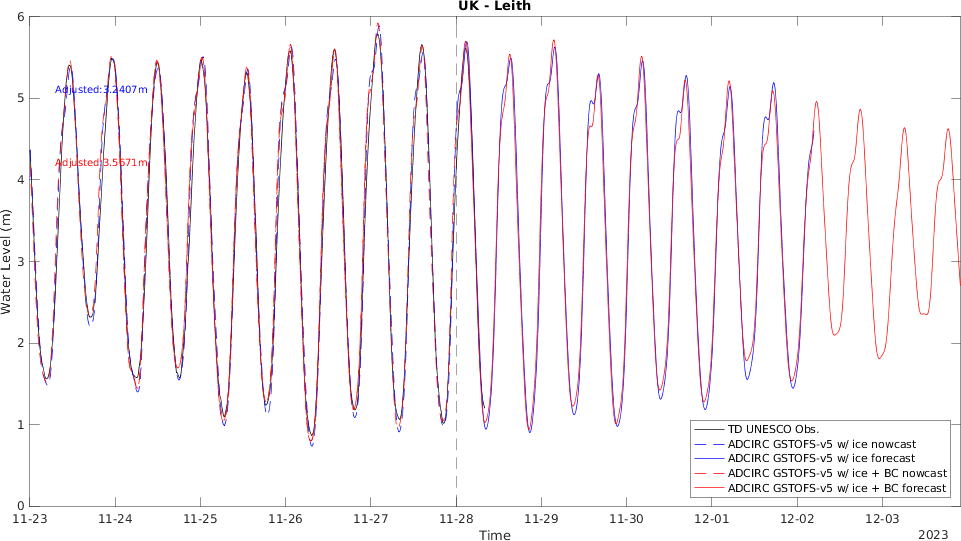 UK - Leith
Water Level (m)
6
5
4
3
2
1
0
Adjusted:3.2407m
Adjusted:3.5671m
TD UNESCO Obs.
ADCIRC GSTOFS-v5 w/ ice nowcast
ADCIRC GSTOFS-v5 w/ ice forecast
ADCIRC GSTOFS-v5 w/ ice + BC nowcast
ADCIRC GSTOFS-v5 w/ ice + BC forecast
11-23 11-24 11-25 11-26 11-27 11-28 11-29 11-30 12-01 12-02 12-03
Time
2023